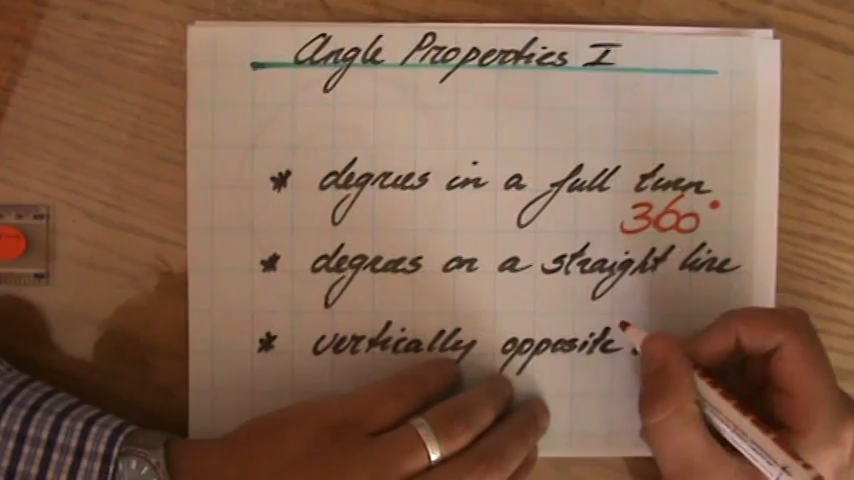 Angle Properties I
* degrees in a full turn
360°
* degrees on a straight line
* vertically opposite